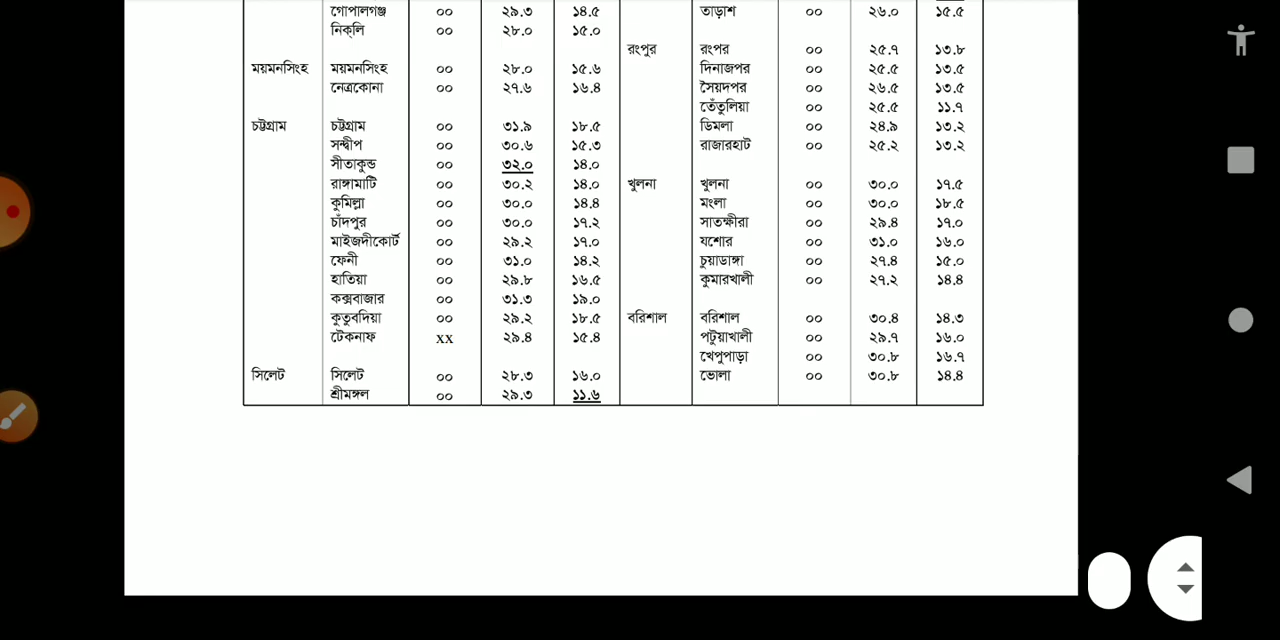 গোপালগঞ্জ ০০ ২৯.৩ ১৪.৫ তাড়াশ ০০ ২৬.০ ১৫.৫
নিক্‌লি ০০ ২৮.০ ১৫.০
রংপুর রংপর ০০ ২৫.৭ ১৩.৮
ময়মনসিংহ ময়মনসিংহ ০০ ২৮.০ ১৫.৬ দিনাজপর ০০ ২৫.৫ ১৩.৫
নেত্রকোনা ০০ ২৭.৬ ১৬.৪ সৈয়দপর ০০ ২৬.৫ ১৩.৫
তেঁতুলিয়া ০০ ২৫.৫ ১১.৭
চট্টগ্রাম চট্টগ্রাম ০০ ৩১.৯ ১৮.৫ ডিমলা ০০ ২৪.৯ ১৩.২
সন্দ্বীপ ০০ ৩০.৬ ১৫.৩ রাজারহাট ০০ ২৫.২ ১৩.২
সীতাকুন্ড ০০ ৩২.০ ১৪.০
রাঙ্গামাটি ০০ ৩০.২ ১৪.০ খুলনা খুলনা ০০ ৩০.০ ১৭.৫
কুমিল্লা ০০ ৩০.০ ১৪.৪ মংলা ০০ ৩০.০ ১৮.৫
চাঁদপুর ০০ ৩০.০ ১৭.২ সাতক্ষীরা ০০ ২৯.৪ ১৭.০
মাইজদীকোর্ট ০০ ২৯.২ ১৭.০ যশোর ০০ ৩১.০ ১৬.০
ফেনী ০০ ৩১.০ ১৪.২ চুয়াডাঙ্গা ০০ ২৭.৪ ১৫.০
হাতিয়া ০০ ২৯.৮ ১৬.৫ কুমারখালী ০০ ২৭.২ ১৪.৪
কক্সবাজার ০০ ৩১.৩ ১৯.০
কুতুবদিয়া ০০ ২৯.২ ১৮.৫ বরিশাল বরিশাল ০০ ৩০.৪ ১৪.৩
টেকনাফ xx ২৯.৪ ১৫.৪ পটুয়াখালী ০০ ২৯.৭ ১৬.০
খেপুপাড়া ০০ ৩০.৮ ১৬.৭
সিলেট সিলেট ০০ ২৮.৩ ১৬.০ ভোলা ০০ ৩০.৮ ১৪.৪
শ্রীমঙ্গল ০০ ২৯.৩ ১১.৬